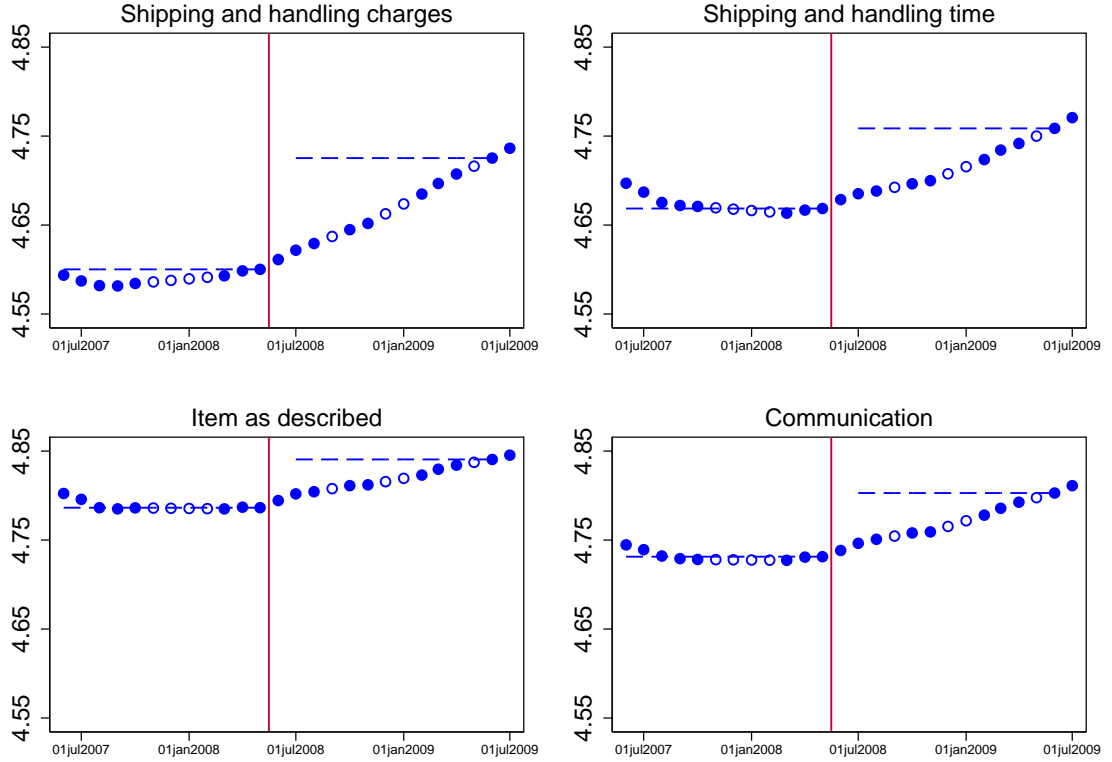 Shipping and handling charges
4.85
4.75
4.65
4.55
01jul2007 01jan2008 01jul2008 01jan2009 01jul2009
Shipping and handling time
4.85
4.75
4.65
4.55
01jul2007 01jan2008 01jul2008 01jan2009 01jul2009
Item as described
4.85
4.75
4.65
4.55
01jul2007 01jan2008 01jul2008 01jan2009 01jul2009
Communication
4.85
4.75
4.65
4.55
01jul2007 01jan2008 01jul2008 01jan2009 01jul2009